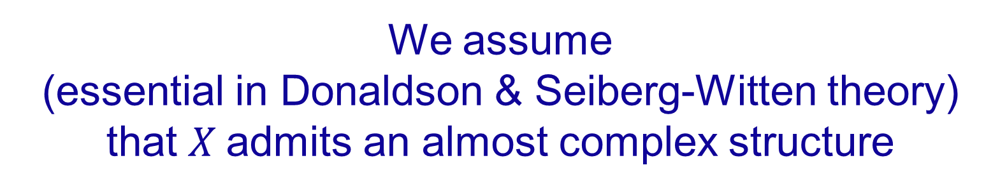 We assume
(essential in Donaldson & Seiberg-Witten theory)
that X admits an almost complex structure